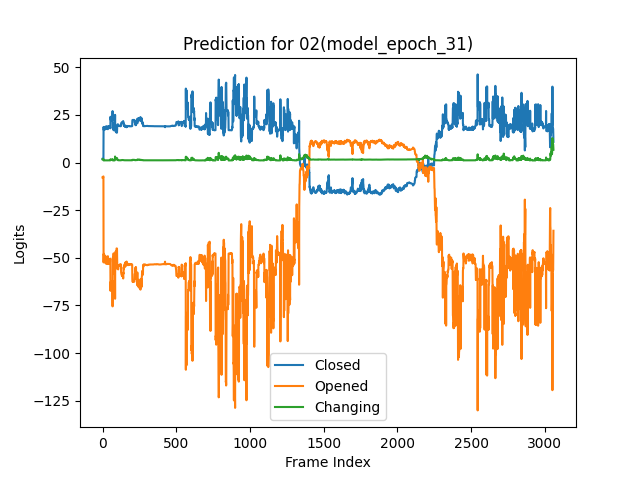 Prediction for 02(model_epoch_31)
50
25
0
−25
−50
−75
−100
−125
Logits
0
500
1000
1500
2000
2500
3000
Frame Index
Closed
Opened
Changing